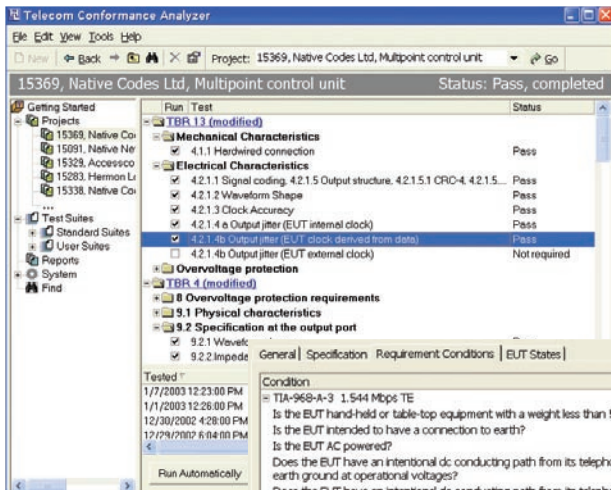 Telecom Conformance Analyzer
File Edit View Tools Help
New Back Project: 15369, Native Codes Ltd, Multipoint control unit Go
15369, Native Codes Ltd, Multipoint control unit Status: Pass, completed
Getting Started
Projects
15369, Native Co
15091, Native Ne
15329, Accessco
15283, Hermon L
15338, Native Co
...
Test Suites
Standard Suites
User Suites
Reports
System
Find
Run Test Status
TBR 13 (modified)
Mechanical Characteristics
4.1.1 Hardwired connection Pass
Electrical Characteristics
4.2.1.1 Signal coding, 4.2.1.5 Output structure, 4.2.1.5.1 CRC-4, 4.2.1.5.... Pass
4.2.1.2 Waveform Shape Pass
4.2.1.3 Clock Accuracy Pass
4.2.1.4 a Output jitter (EUT internal clock) Pass
4.2.1.4b Output jitter (EUT clock derived from data) Pass
4.2.1.4b Output jitter (EUT external clock) Not required
Overvoltage protection
TBR 4 (modified)
8 Overvoltage protection requirements
9.1 Physical characteristics
9.2 Specification at the output port
9.2.1 Wavefo
9.2.2 Impede
Tested
1/7/2003 12:23:00 PM
1/1/2003 12:26:00 PM
12/30/2002 4:28:00 PM
12/29/2002 6:04:00 PM
Run Automatically
General Specification Requirement Conditions EUT States
Condition
TIA-968-A-3 1.544 Mbps TE
Is the EUT hand-held or table-top equipment with a weight less than
Is the EUT intended to have a connection to earth?
Is the EUT AC powered?
Does the EUT have an intentional dc conducting path from its telepho
earth ground at operational voltages?
Does the EUT have an intentional dc conducting path from its telepho